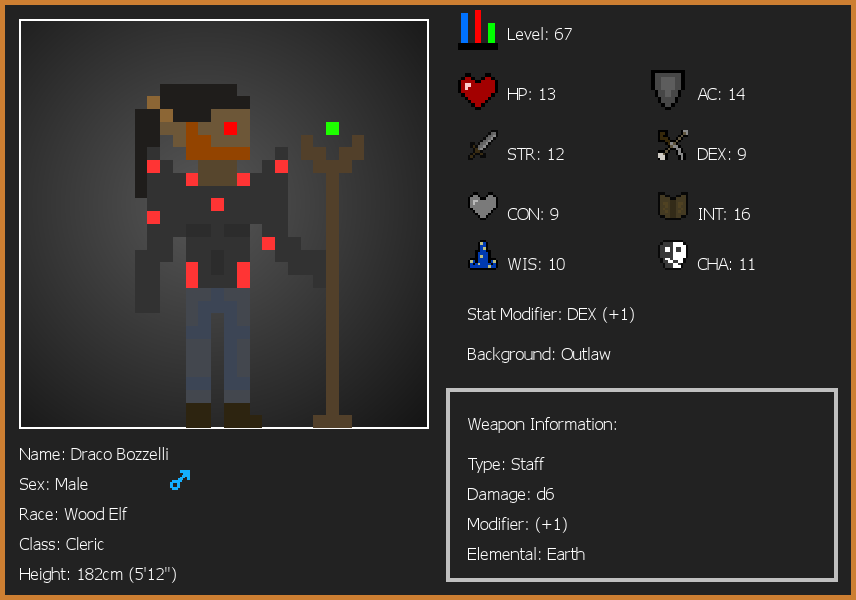 Level: 67
HP: 13
AC: 14
STR: 12
DEX: 9
CON: 9
INT: 16
WIS: 10
CHA: 11
Stat Modifier: DEX (+1)
Background: Outlaw
Weapon Information:
Type: Staff
Damage: d6
Modifier: (+1)
Elemental: Earth
Name: Draco Bozzelli
Sex: Male
Race: Wood Elf
Class: Cleric
Height: 182cm (5'12")